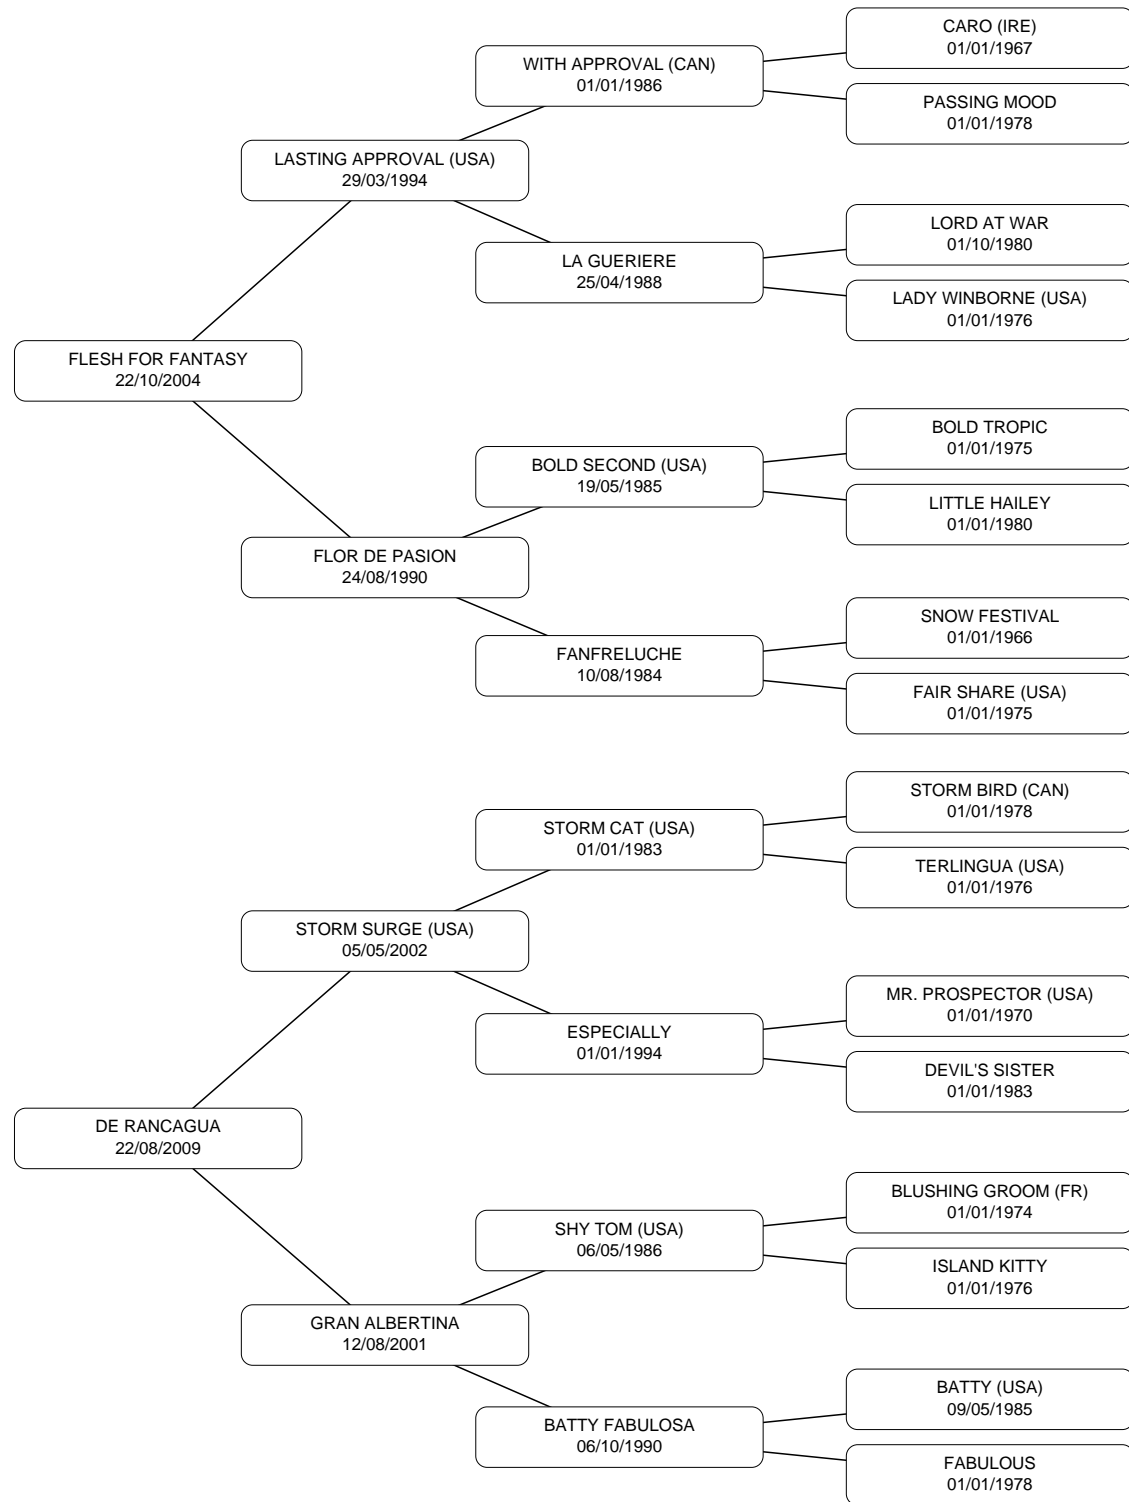 CARO (IRE)
01/01/1967
WITH APPROVAL (CAN)
01/01/1986
PASSING MOOD
01/01/1978
LASTING APPROVAL (USA)
29/03/1994
LORD AT WAR
01/10/1980
LA GUERIERE
25/04/1988
LADY WINBORNE (USA)
01/01/1976
FLESH FOR FANTASY
22/10/2004
BOLD TROPIC
01/01/1975
BOLD SECOND (USA)
19/05/1985
LITTLE HAILEY
01/01/1980
FLOR DE PASION
24/08/1990
SNOW FESTIVAL
01/01/1966
FANFRELUCHE
10/08/1984
FAIR SHARE (USA)
01/01/1975
STORM BIRD (CAN)
01/01/1978
STORM CAT (USA)
01/01/1983
TERLINGUA (USA)
01/01/1976
STORM SURGE (USA)
05/05/2002
MR. PROSPECTOR (USA)
01/01/1970
ESPECIALLY
01/01/1994
DEVIL'S SISTER
01/01/1983
DE RANCAGUA
22/08/2009
BLUSHING GROOM (FR)
01/01/1974
SHY TOM (USA)
06/05/1986
ISLAND KITTY
01/01/1976
GRAN ALBERTINA
12/08/2001
BATTY (USA)
09/05/1985
BATTY FABULOSA
06/10/1990
FABULOUS
01/01/1978